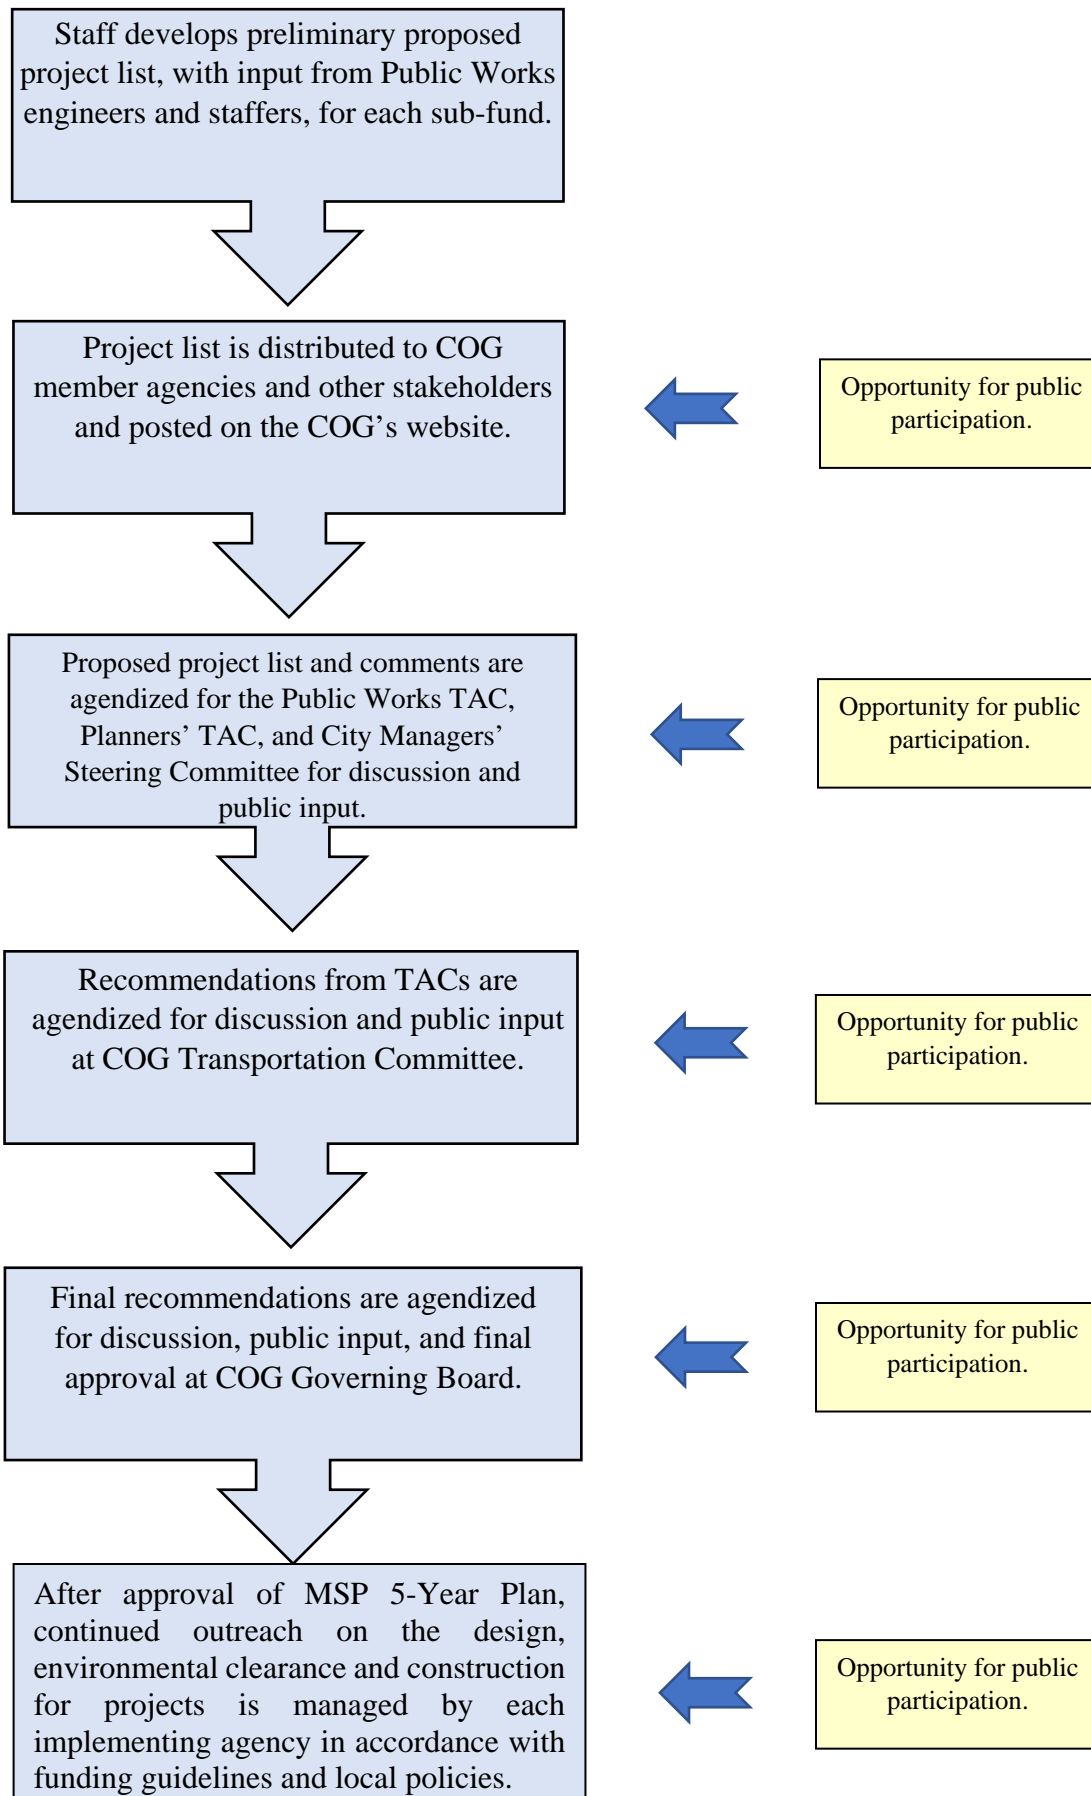 Staff develops preliminary proposed
project list, with input from Public Works
engineers and staffers, for each sub-fund.
Project list is distributed to COG
member agencies and other stakeholders
and posted on the COG’s website.
Opportunity for public
participation.
Proposed project list and comments are
agendized for the Public Works TAC,
Planners’ TAC, and City Managers’
Steering Committee for discussion and
public input.
Opportunity for public
participation.
Recommendations from TACs are
agendized for discussion and public input
at COG Transportation Committee.
Opportunity for public
participation.
Final recommendations are agendized
for discussion, public input, and final
approval at COG Governing Board.
Opportunity for public
participation.
After approval of MSP 5-Year Plan,
continued outreach on the design,
environmental clearance and construction
for projects is managed by each
implementing agency in accordance with
funding guidelines and local policies.
Opportunity for public
participation.